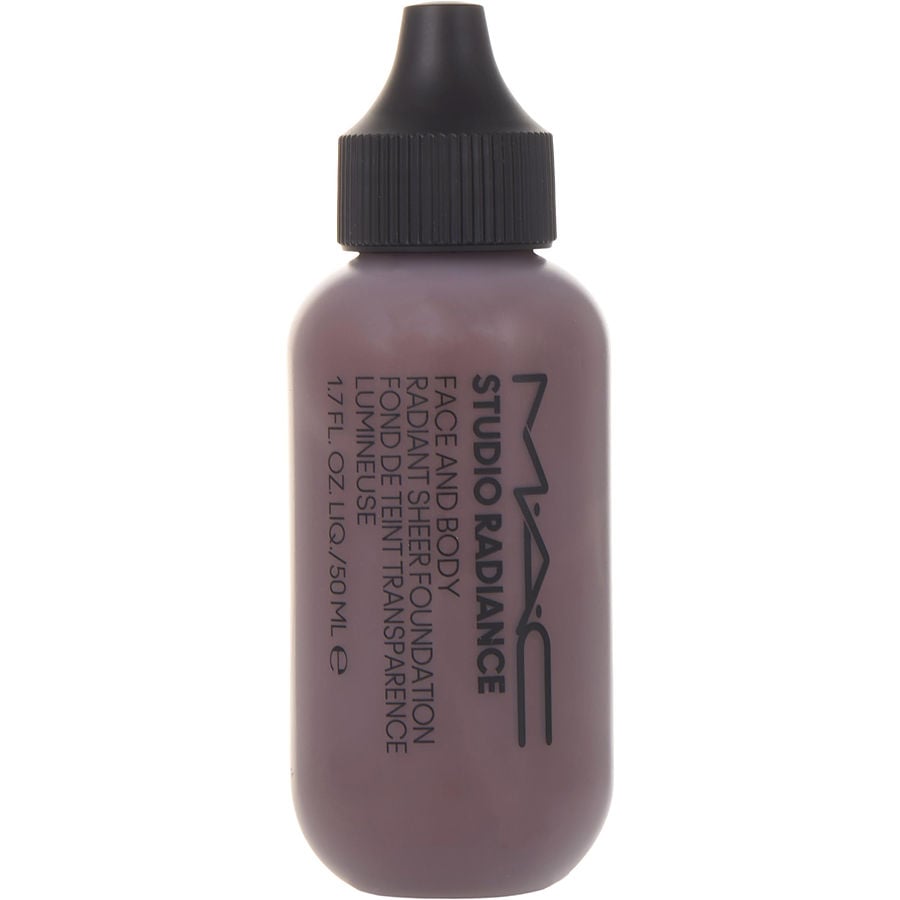 M·A·C
STUDIO RADIANCE
FACE AND BODY
RADIANT SHEER FOUNDATION
FOND DE TEINT TRANSPARENCE
LUMINEUSE
1.7 FL. OZ. LIQ./50 ML ℮